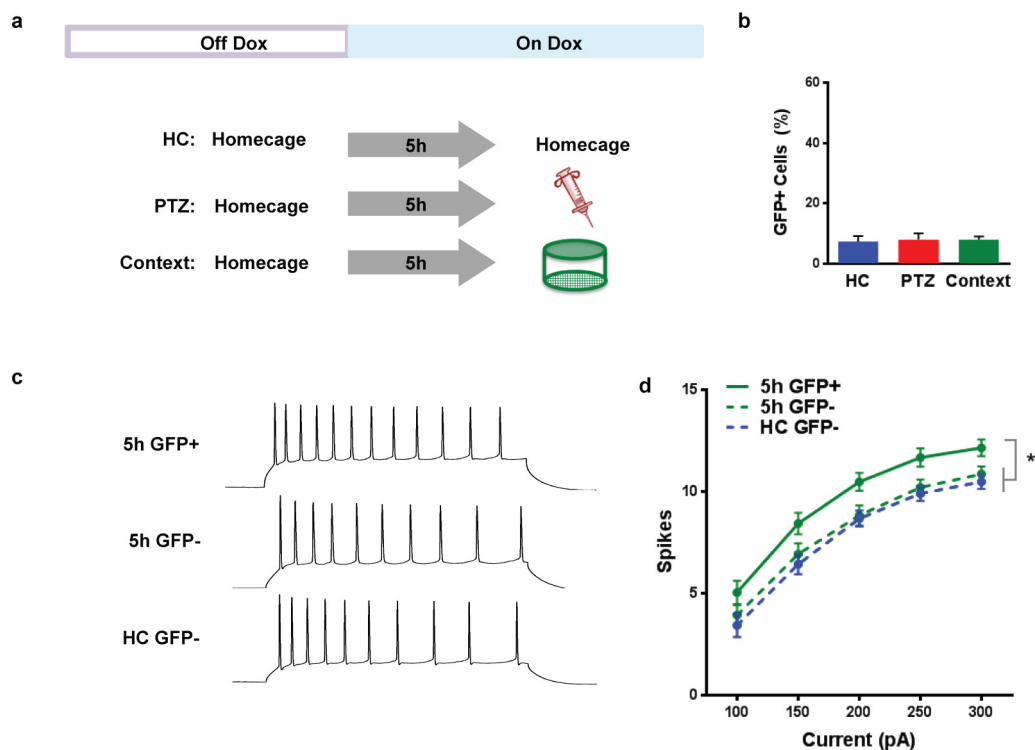 a
Off Dox On Dox
HC: Homecage 5h Homecage
PTZ: Homecage 5h
Context: Homecage 5h
b
GFP+ Cells (%)
60
40
20
0
HC PTZ Context
c
5h GFP+
5h GFP-
HC GFP-
d
5h GFP+
5h GFP-
HC GFP-
Spikes
15
10
5
0
*
100 150 200 250 300
Current (pA)